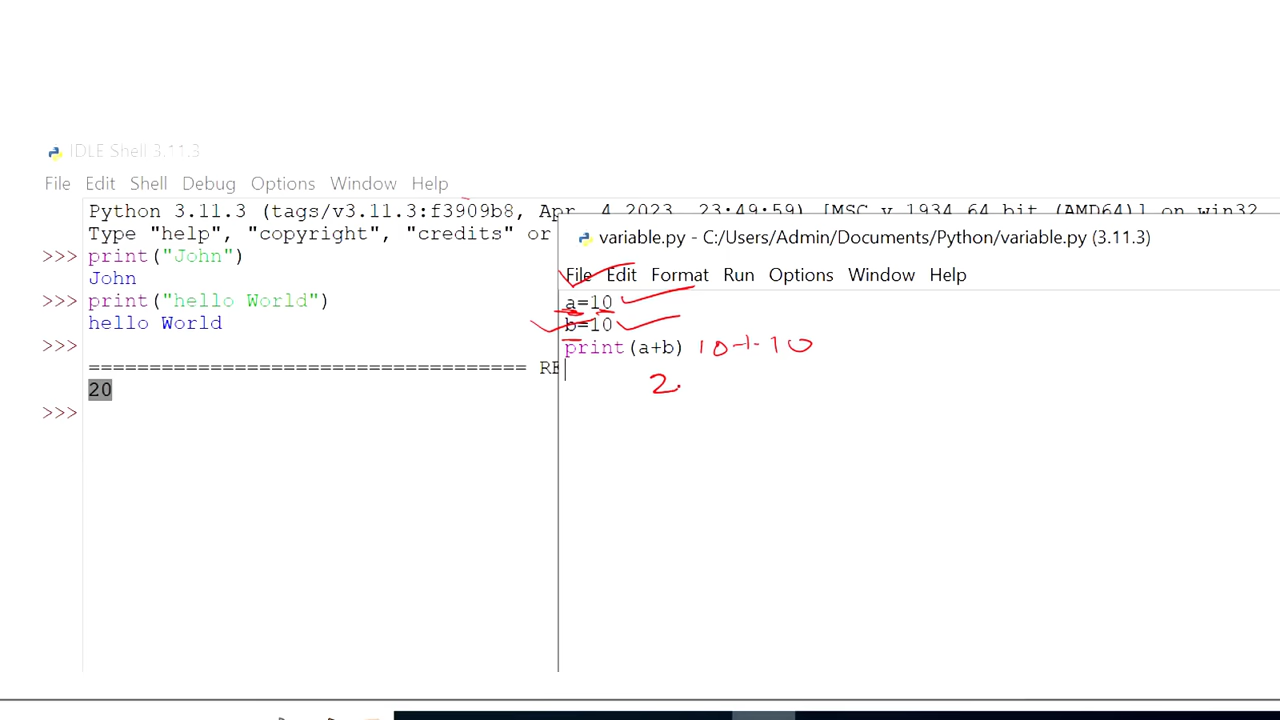 IDLE Shell 3.11.3
File Edit Shell Debug Options Window Help
Python 3.11.3 (tags/v3.11.3:f3909b8, Apr  4 2023, 23:49:59) [MSC v.1934 64 bit (AMD64)] on win32
Type "help", "copyright", "credits" or
>>> print("John")
John
>>> print("hello World")
hello World
>>>
=================================== RE
20
>>>
variable.py - C:/Users/Admin/Documents/Python/variable.py (3.11.3)
File Edit Format Run Options Window Help
a=10
b=10
print(a+b) 10+10
2